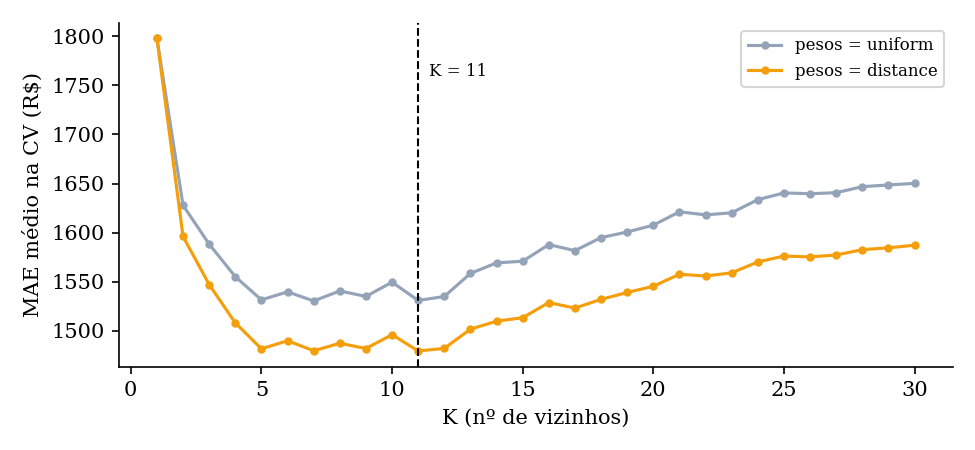 MAE médio na CV (R$)
1800
1750
1700
1650
1600
1550
1500
K = 11
pesos = uniform
pesos = distance
0 5 10 15 20 25 30
K (nº de vizinhos)